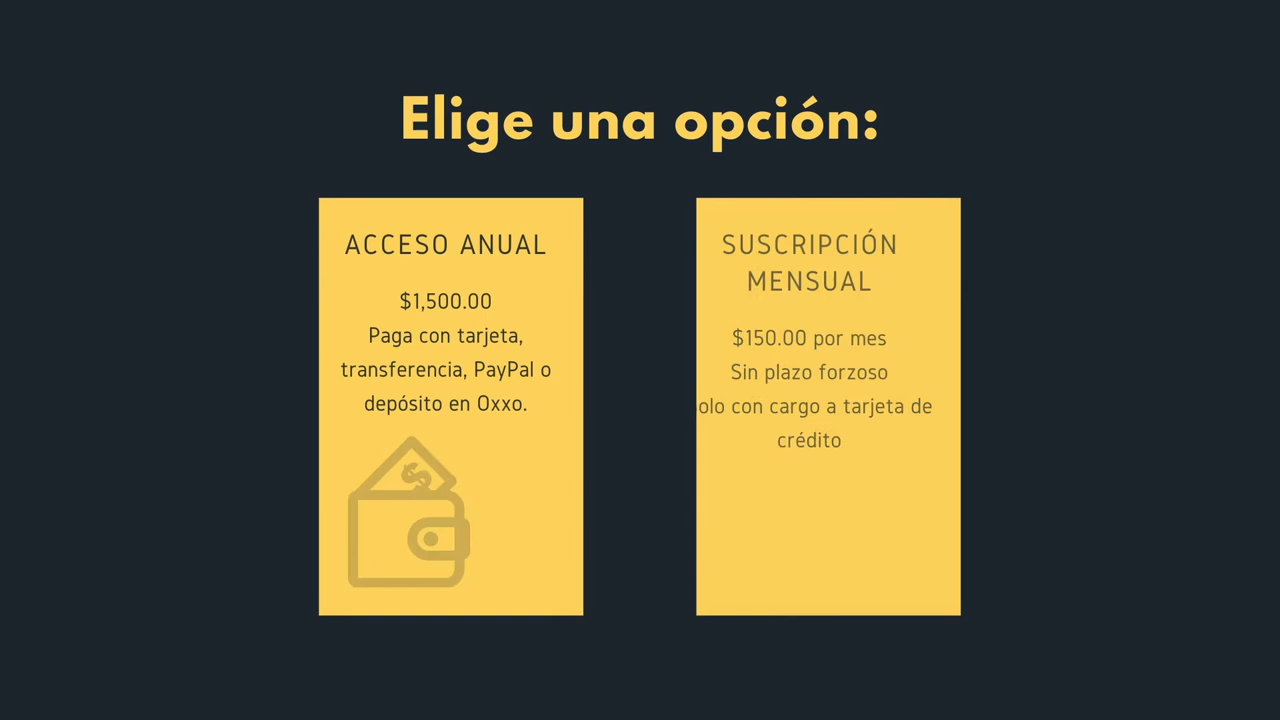 Elige una opción:
ACCESO ANUAL
$1,500.00
Paga con tarjeta,
transferencia, PayPal o
depósito en Oxxo.
$
SUSCRIPCIÓN
MENSUAL
$150.00 por mes
Sin plazo forzoso
olo con cargo a tarjeta de
crédito